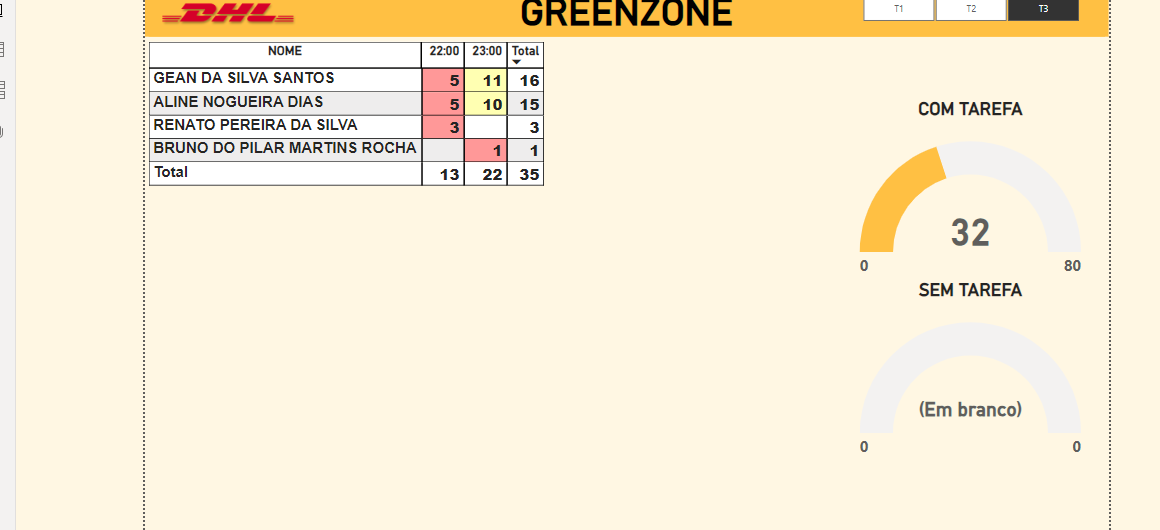 DHL
GREENZONE
T1 T2 T3
NOME 22:00 23:00 Total
GEAN DA SILVA SANTOS 5 11 16
ALINE NOGUEIRA DIAS 5 10 15
RENATO PEREIRA DA SILVA 3 3
BRUNO DO PILAR MARTINS ROCHA 1 1
Total 13 22 35
COM TAREFA
32
0 80
SEM TAREFA
(Em branco)
0 0